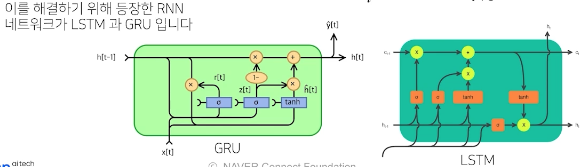 이를 해결하기 위해 등장한 RNN
네트워크가 LSTM 과 GRU 입니다
ŷ[t]
h[t-1]
h[t]
×
+
1-
×
×
r[t]
z[t]
ĥ[t]
σ
σ
tanh
x[t]
GRU
X
+
X
σ
σ
tanh
tanh
σ
X
LSTM
© NAVER Connect Foundation